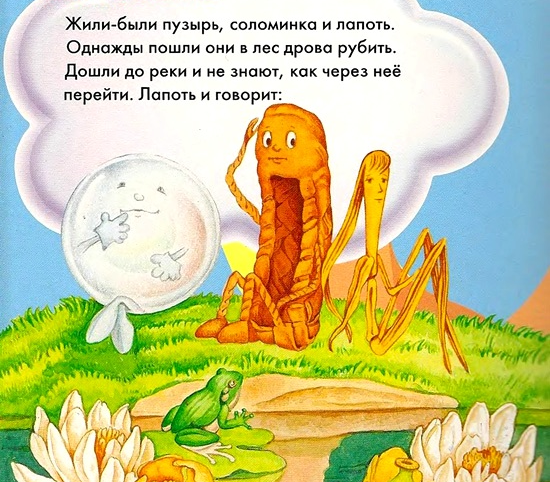 Жили-были пузырь, соломинка и лапоть.
Однажды пошли они в лес дрова рубить.
Дошли до реки и не знают, как через неё
перейти. Лапоть и говорит: